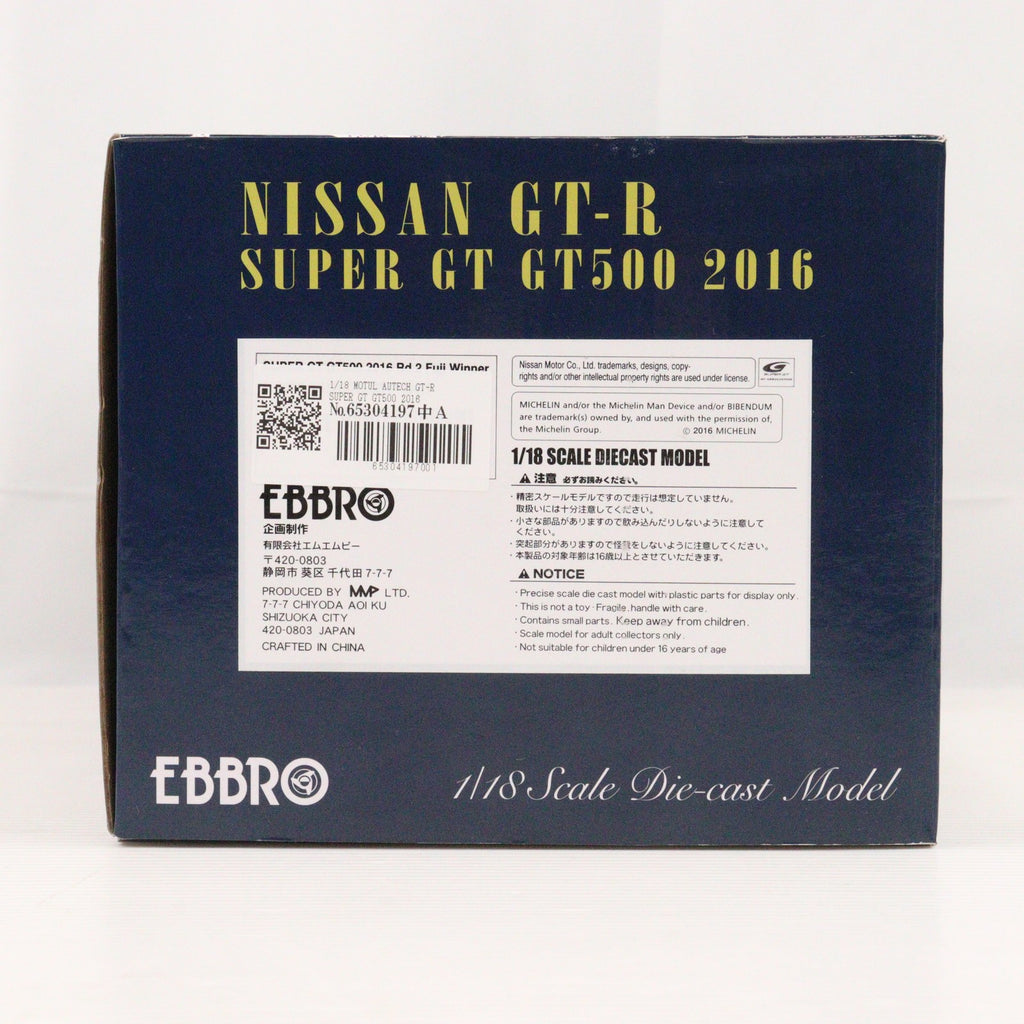 NISSAN GT-R
SUPER GT GT500 2016
SUPER GT GT500 2016 Rd.2 Fuji Winner
1/18 MOTUL AUTECH GT-R
SUPER GT GT500 2016
No.65304197中A
65304197001
EBBRO
企画制作
有限会社エムエムピー
〒420-0803
静岡市 葵区 千代田 7-7-7
PRODUCED BY MMP LTD.
7-7-7 CHIYODA AOI KU
SHIZUOKA CITY
420-0803 JAPAN
CRAFTED IN CHINA
Nissan Motor Co., Ltd. trademarks, designs, copy-
rights and/or other intellectual property rights are used under license.
MICHELIN and/or the Michelin Man Device and/or BIBENDUM
are trademark(s) owned by, and used with the permission of,
the Michelin Group. © 2016 MICHELIN
1/18 SCALE DIECAST MODEL
⚠ 注意 必ずお読みください。
・精密スケールモデルですので走行は想定していません。
取扱いには十分注意してください。
・小さな部品がありますので飲み込んだりしないように注意して
ください。
・突起部分がありますので怪我をしないように注意してください。
・本製品の対象年齢は16歳以上とさせていただきます。
⚠ NOTICE
・Precise scale die cast model with plastic parts for display only.
・This is not a toy・Fragile, handle with care.
・Contains small parts. Keep away from children.
・Scale model for adult collectors only.
・Not suitable for children under 16 years of age
EBBRO
1/18 Scale Die-cast Model